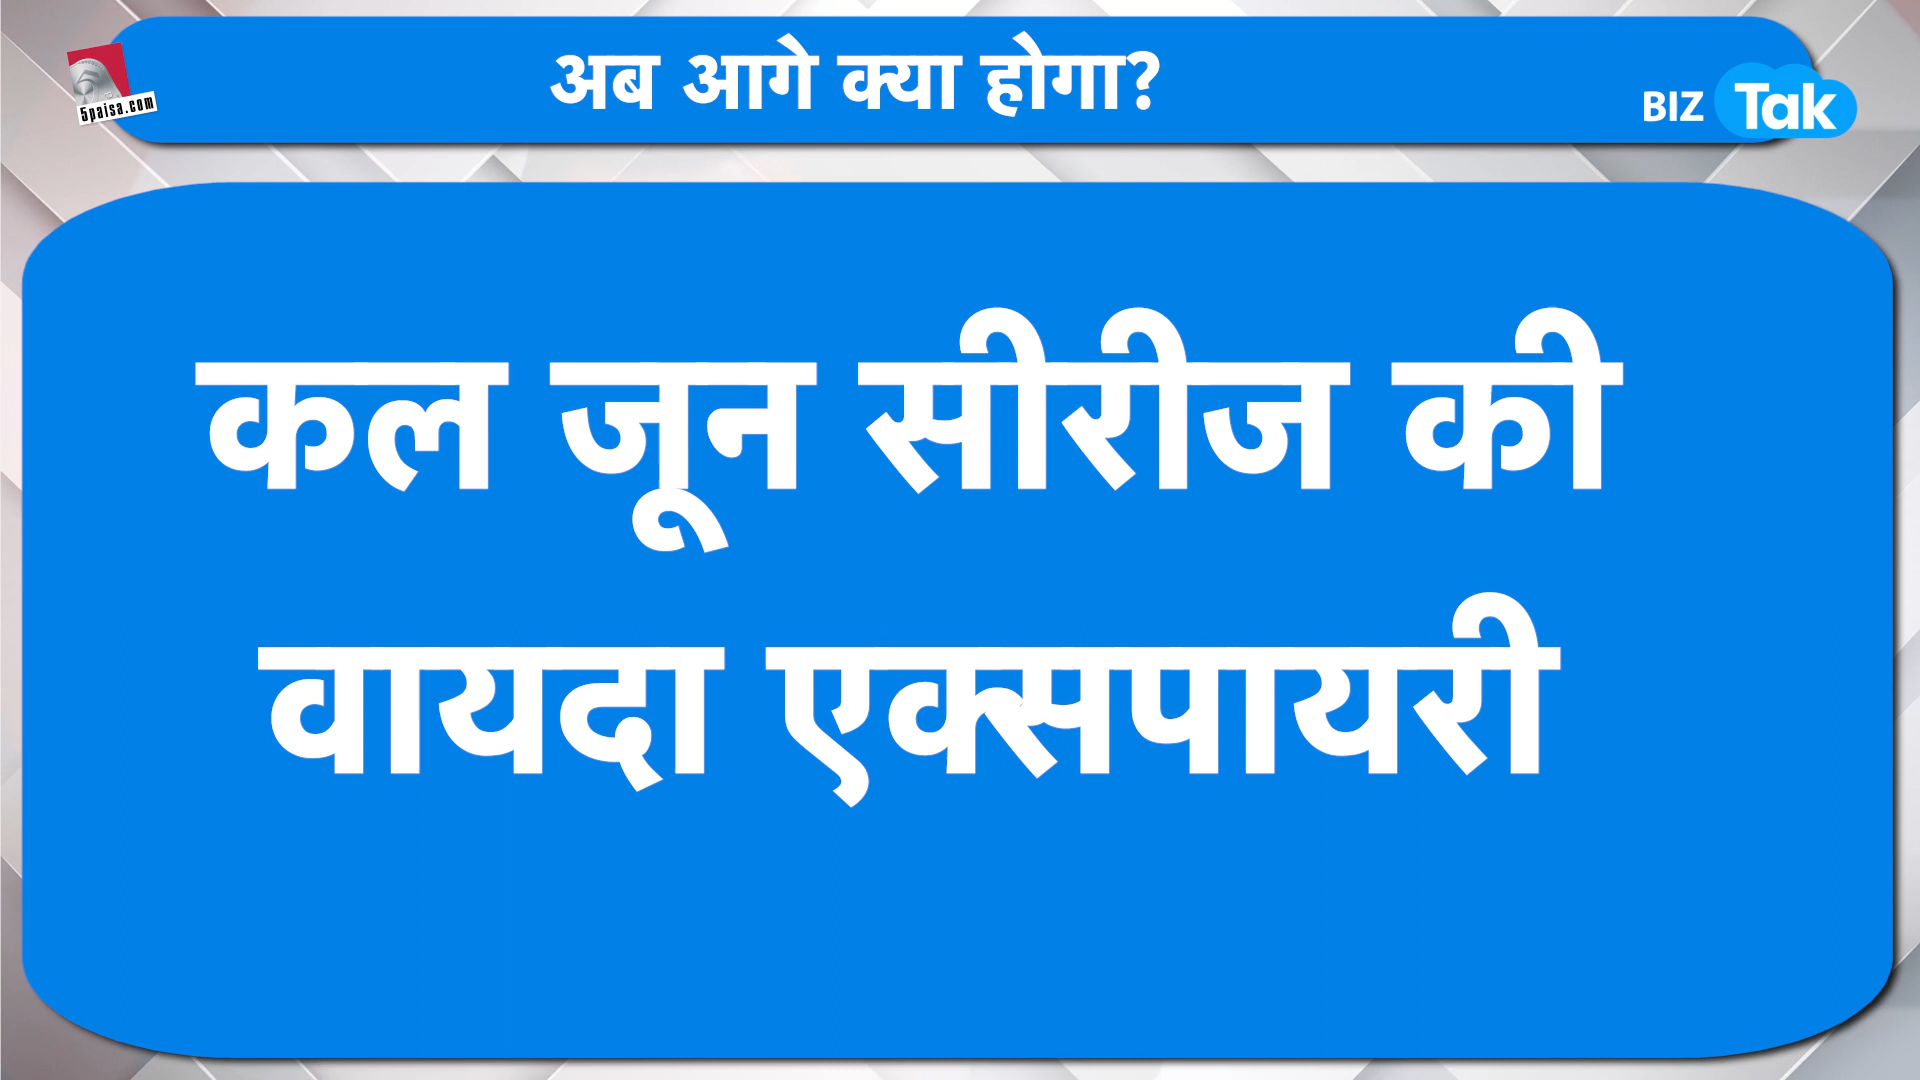 अब आगे क्या होगा?
5paisa.com
BIZ Tak
कल जून सीरीज की
वायदा एक्सपायरी